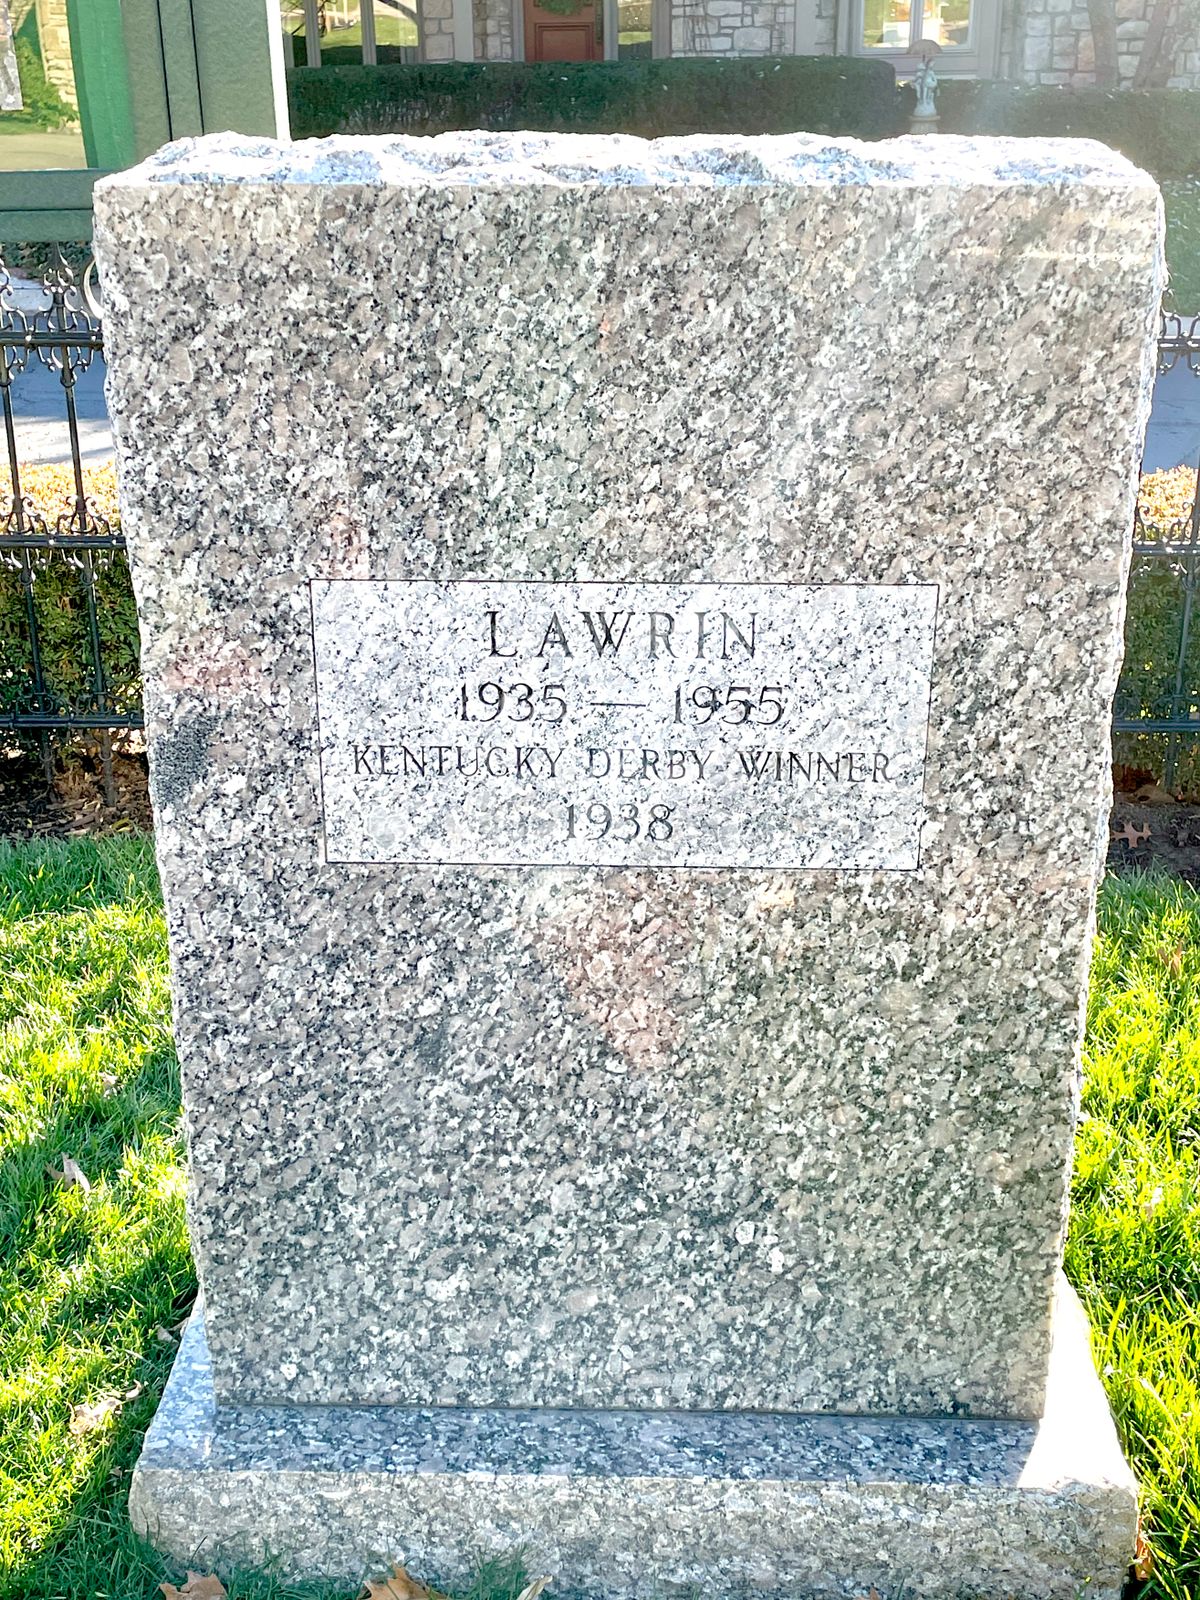 LAWRIN
1935 — 1955
KENTUCKY DERBY WINNER
1938